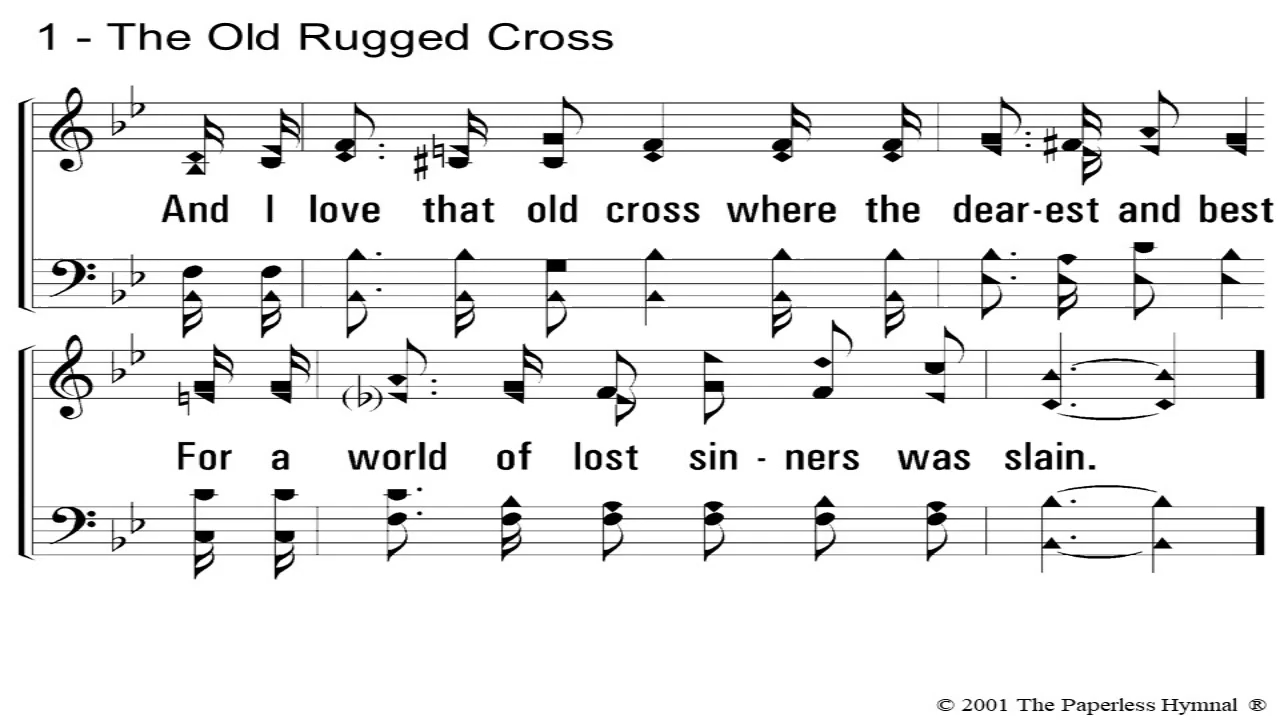 1 - The Old Rugged Cross
And I love that old cross where the dear-est and best
For a world of lost sin - ners was slain.
© 2001 The Paperless Hymnal ®